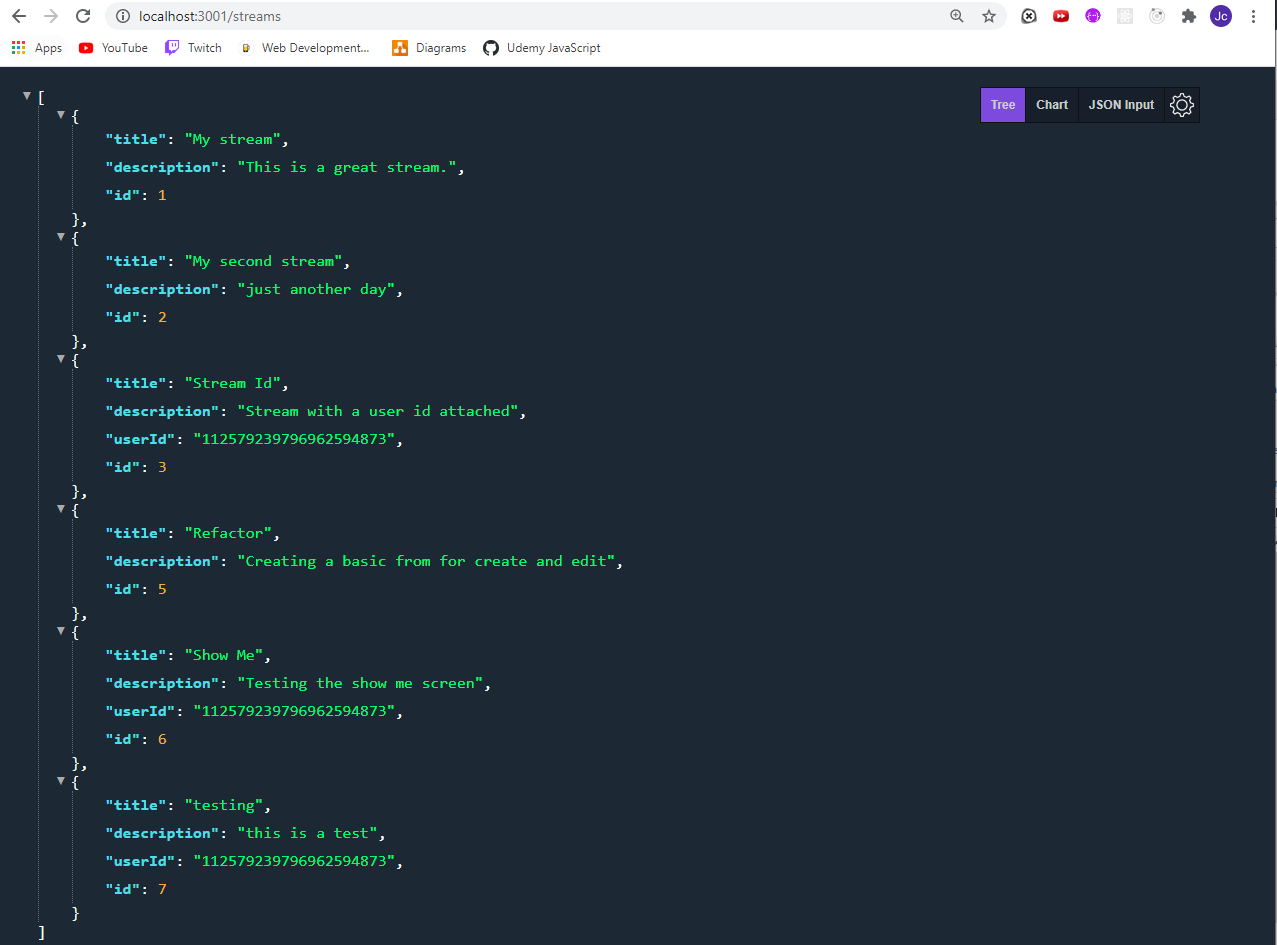 localhost:3001/streams
Jc
Apps YouTube Twitch Web Development... Diagrams Udemy JavaScript
Tree Chart JSON Input
[
{
"title": "My stream",
"description": "This is a great stream.",
"id": 1
},
{
"title": "My second stream",
"description": "just another day",
"id": 2
},
{
"title": "Stream Id",
"description": "Stream with a user id attached",
"userId": "112579239796962594873",
"id": 3
},
{
"title": "Refactor",
"description": "Creating a basic from for create and edit",
"id": 5
},
{
"title": "Show Me",
"description": "Testing the show me screen",
"userId": "112579239796962594873",
"id": 6
},
{
"title": "testing",
"description": "this is a test",
"userId": "112579239796962594873",
"id": 7
}
]